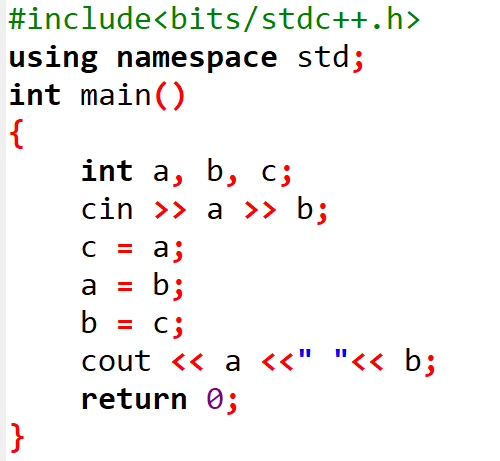 #include<bits/stdc++.h>
using namespace std;
int main()
{
    int a, b, c;
    cin >> a >> b;
    c = a;
    a = b;
    b = c;
    cout << a <<" "<< b;
    return 0;
}